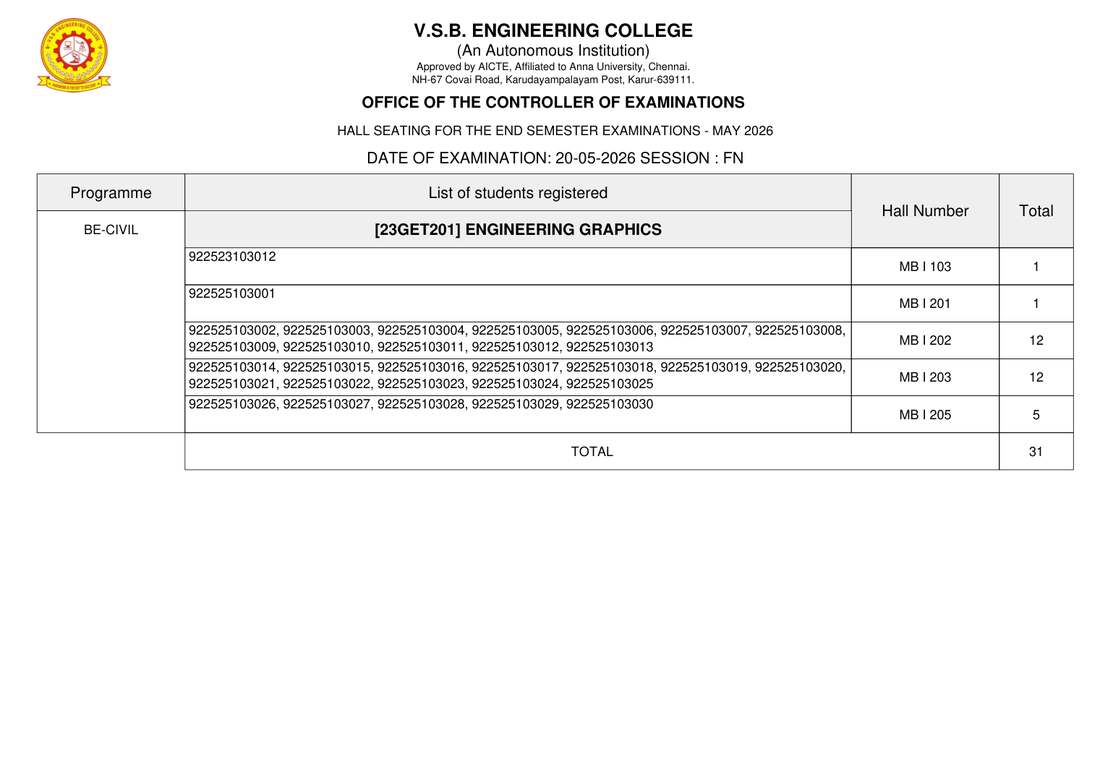 V.S.B. ENGINEERING COLLEGE
(An Autonomous Institution)
Approved by AICTE, Affiliated to Anna University, Chennai.
NH-67 Covai Road, Karudayampalayam Post, Karur-639111.
OFFICE OF THE CONTROLLER OF EXAMINATIONS
HALL SEATING FOR THE END SEMESTER EXAMINATIONS - MAY 2026
DATE OF EXAMINATION: 20-05-2026 SESSION : FN
Programme List of students registered Hall Number Total
BE-CIVIL [23GET201] ENGINEERING GRAPHICS
922523103012 MB I 103 1
922525103001 MB I 201 1
922525103002, 922525103003, 922525103004, 922525103005, 922525103006, 922525103007, 922525103008,
922525103009, 922525103010, 922525103011, 922525103012, 922525103013 MB I 202 12
922525103014, 922525103015, 922525103016, 922525103017, 922525103018, 922525103019, 922525103020,
922525103021, 922525103022, 922525103023, 922525103024, 922525103025 MB I 203 12
922525103026, 922525103027, 922525103028, 922525103029, 922525103030 MB I 205 5
TOTAL 31